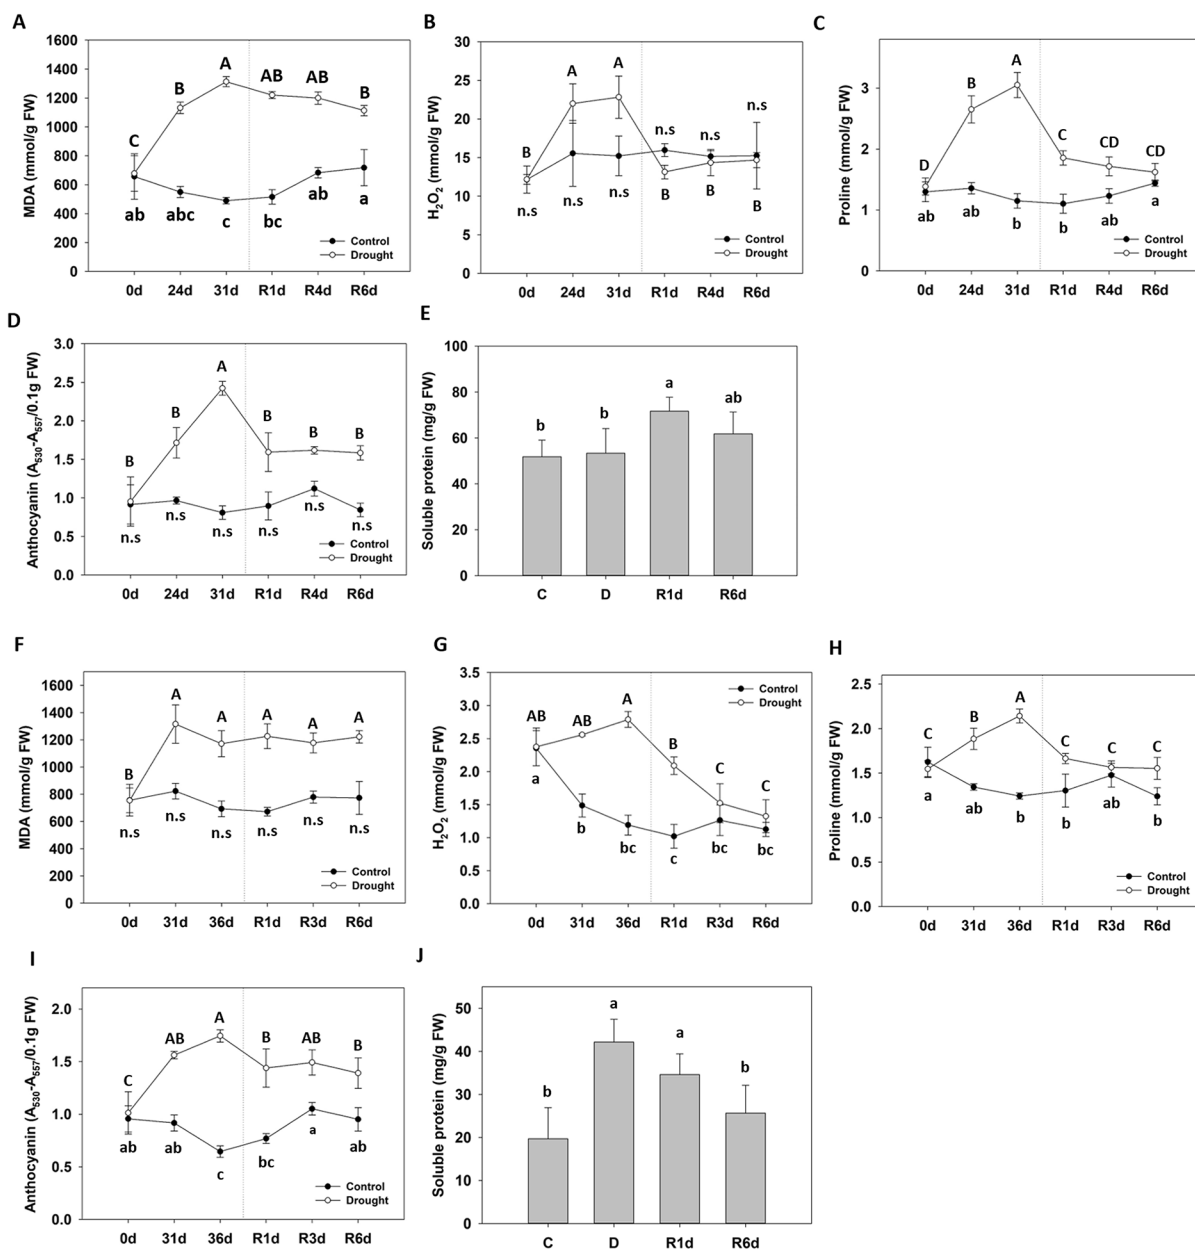 A
MDA (mmol/g FW)
1600
1400
1200
1000
800
600
400
200
0
C
B
A
AB
AB
B
ab
abc
c
bc
ab
a
Control
Drought
0d 24d 31d R1d R4d R6d
B
H2O2 (mmol/g FW)
30
25
20
15
10
5
0
B
A
A
n.s
n.s
n.s
n.s
n.s
n.s
B
B
B
Control
Drought
0d 24d 31d R1d R4d R6d
C
Proline (mmol/g FW)
3
2
1
0
D
B
A
C
CD
CD
ab
ab
b
b
ab
a
Control
Drought
0d 24d 31d R1d R4d R6d
D
Anthocyanin (A530-A557/0.1g FW)
3.0
2.5
2.0
1.5
1.0
0.5
0.0
B
B
A
B
B
B
n.s
n.s
n.s
n.s
n.s
n.s
Control
Drought
0d 24d 31d R1d R4d R6d
E
Soluble protein (mg/g FW)
100
80
60
40
20
0
b
b
a
ab
C D R1d R6d
F
MDA (mmol/g FW)
1600
1400
1200
1000
800
600
400
200
0
B
A
A
A
A
A
n.s
n.s
n.s
n.s
n.s
n.s
Control
Drought
0d 31d 36d R1d R3d R6d
G
H2O2 (mmol/g FW)
3.5
3.0
2.5
2.0
1.5
1.0
0.5
0.0
Control
Drought
AB
AB
A
B
C
C
a
b
bc
c
bc
bc
0d 31d 36d R1d R3d R6d
H
Proline (mmol/g FW)
2.5
2.0
1.5
1.0
0.5
0.0
C
B
A
C
C
C
a
ab
b
b
ab
b
Control
Drought
0d 31d 36d R1d R3d R6d
I
Anthocyanin (A530-A557/0.1g FW)
2.0
1.5
1.0
0.5
0.0
C
AB
A
B
AB
B
ab
ab
c
bc
a
ab
Control
Drought
0d 31d 36d R1d R3d R6d
J
Soluble protein (mg/g FW)
50
40
30
20
10
0
b
a
a
b
C D R1d R6d